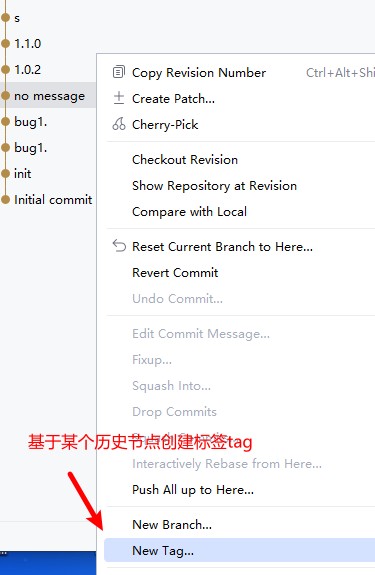 s
1.1.0
1.0.2
no message
bug1.
bug1.
init
Initial commit
Copy Revision Number Ctrl+Alt+Shi
Create Patch...
Cherry-Pick
Checkout Revision
Show Repository at Revision
Compare with Local
Reset Current Branch to Here...
Revert Commit
Undo Commit...
Edit Commit Message...
Fixup...
Squash Into...
Drop Commits
基于某个历史节点创建标签tag
Interactively Rebase from Here...
Push All up to Here...
New Branch...
New Tag...